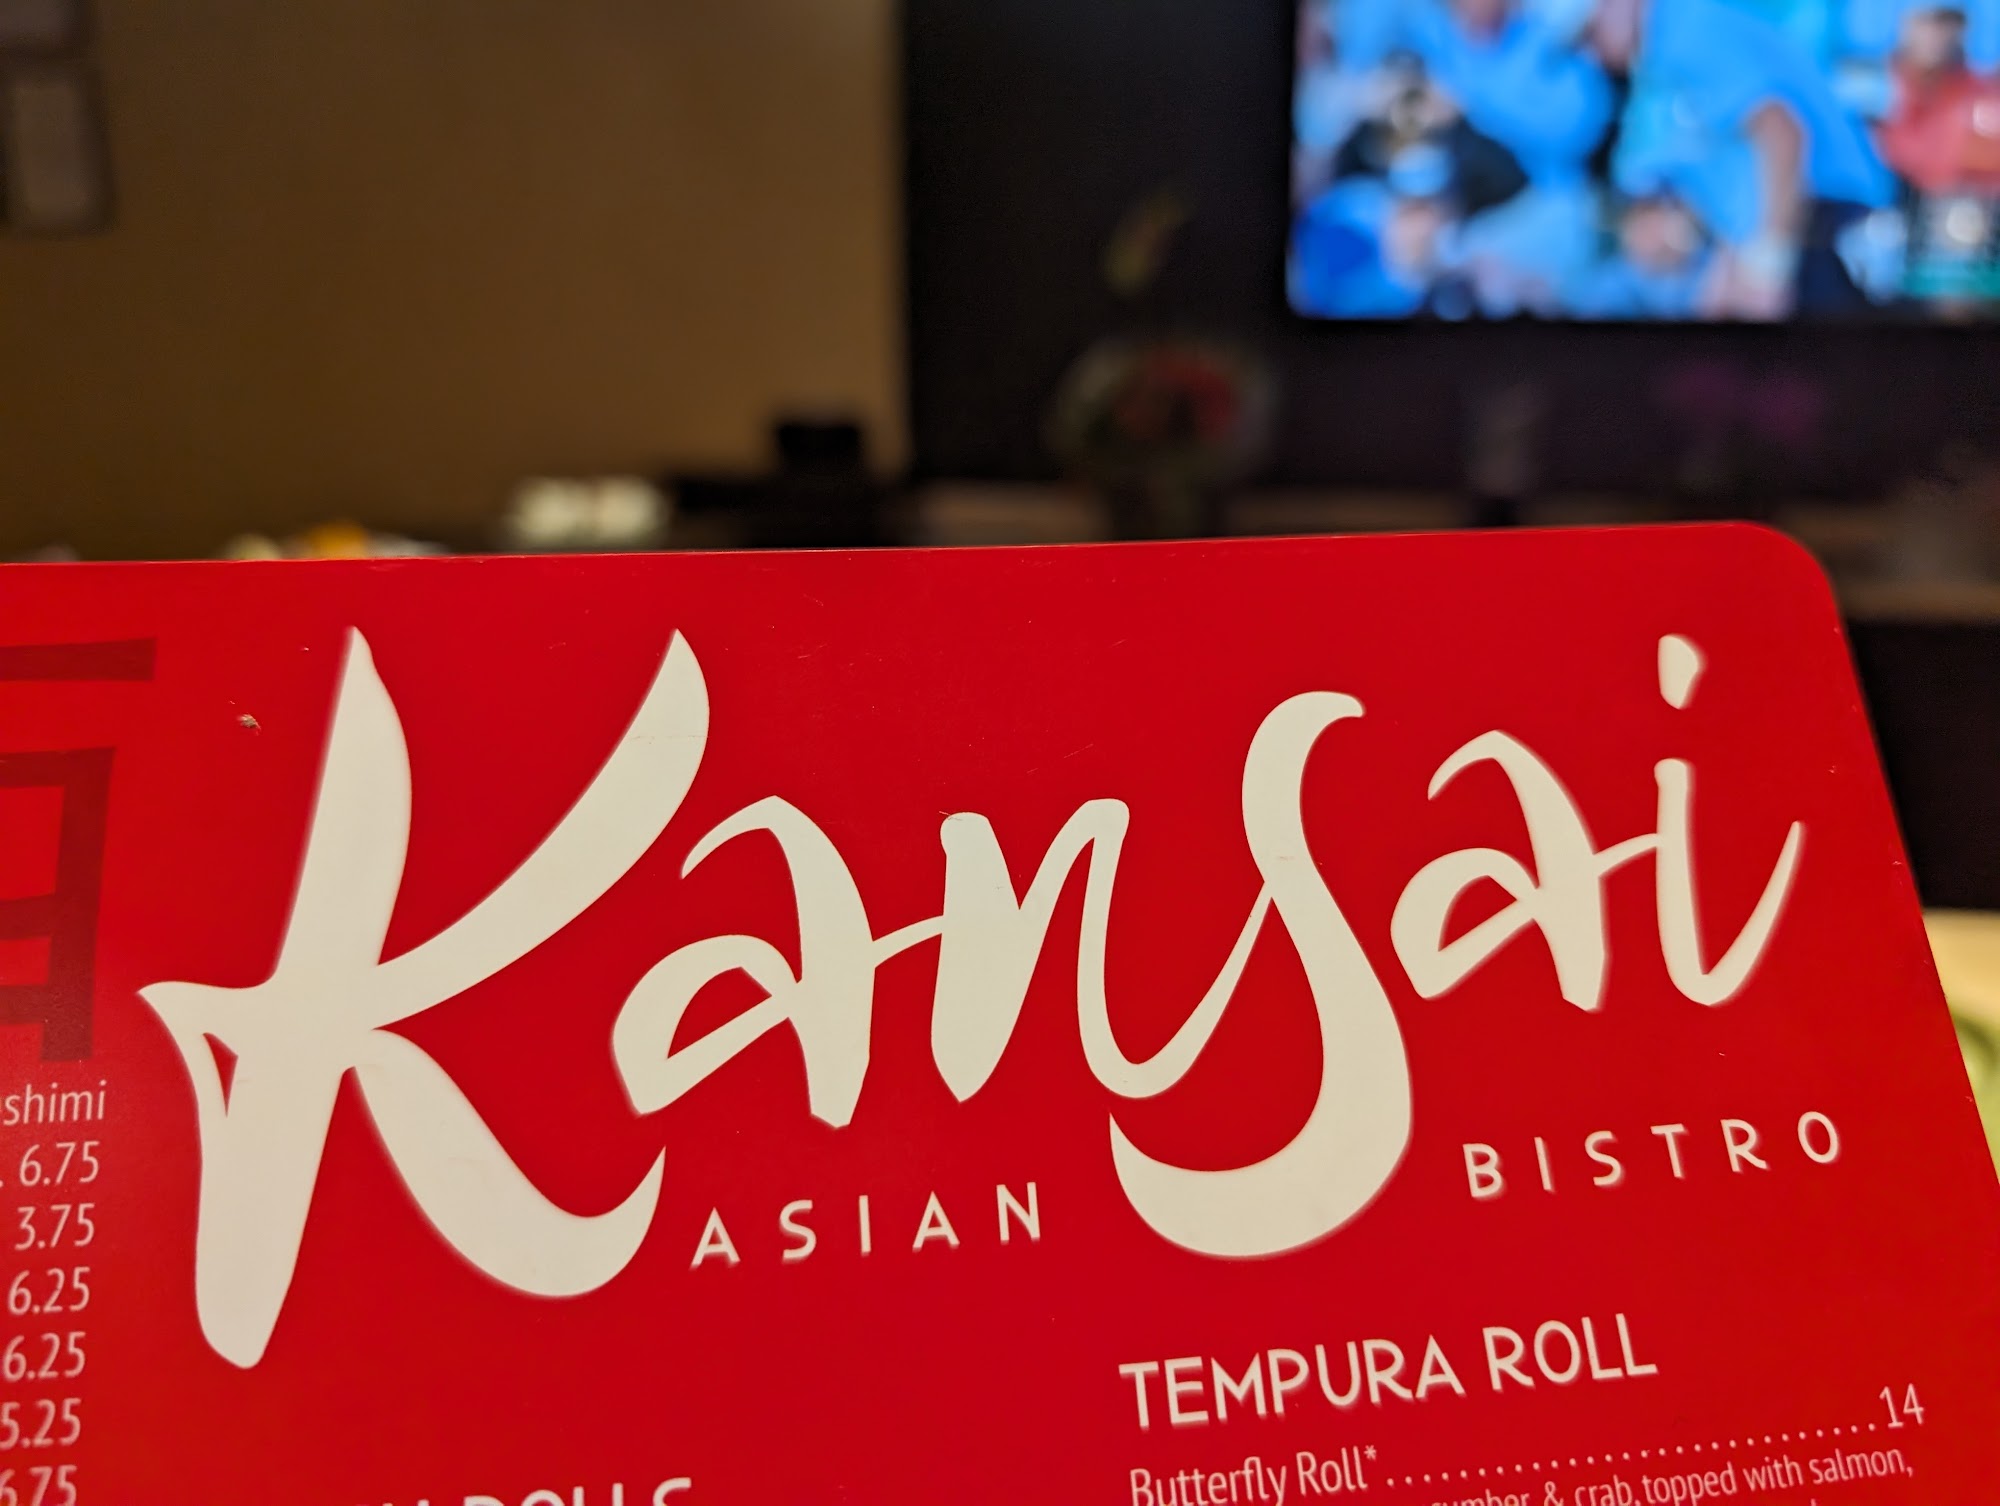 Kansai
ASIAN BISTRO
shimi
6.75
3.75
6.25
6.25
5.25
6.75
ROLLS
TEMPURA ROLL
Butterfly Roll* 14
& crab, topped with salmon,